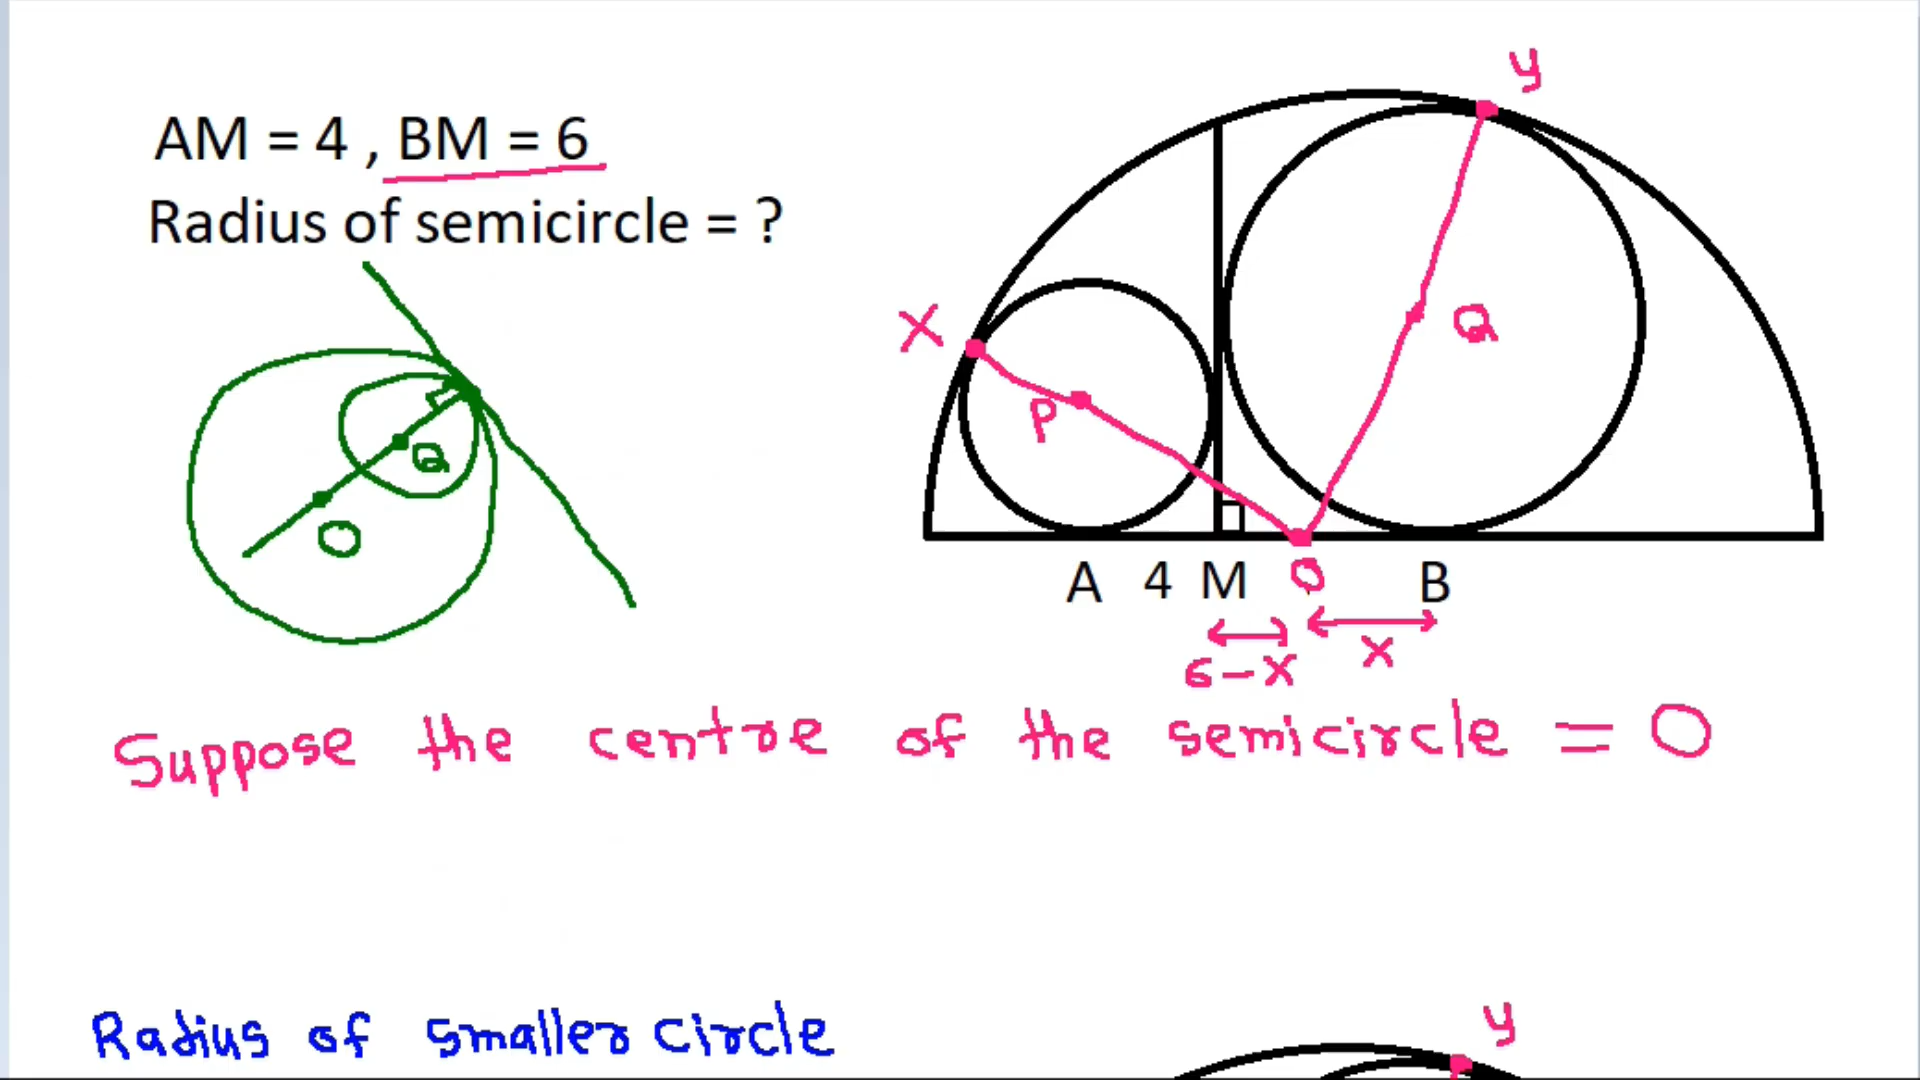 AM = 4 , BM = 6
Radius of semicircle = ?
y
X
P
Q
Q
O
A 4 M O B
6-x x
Suppose the centre of the semicircle = O
Radius of smaller circle
y